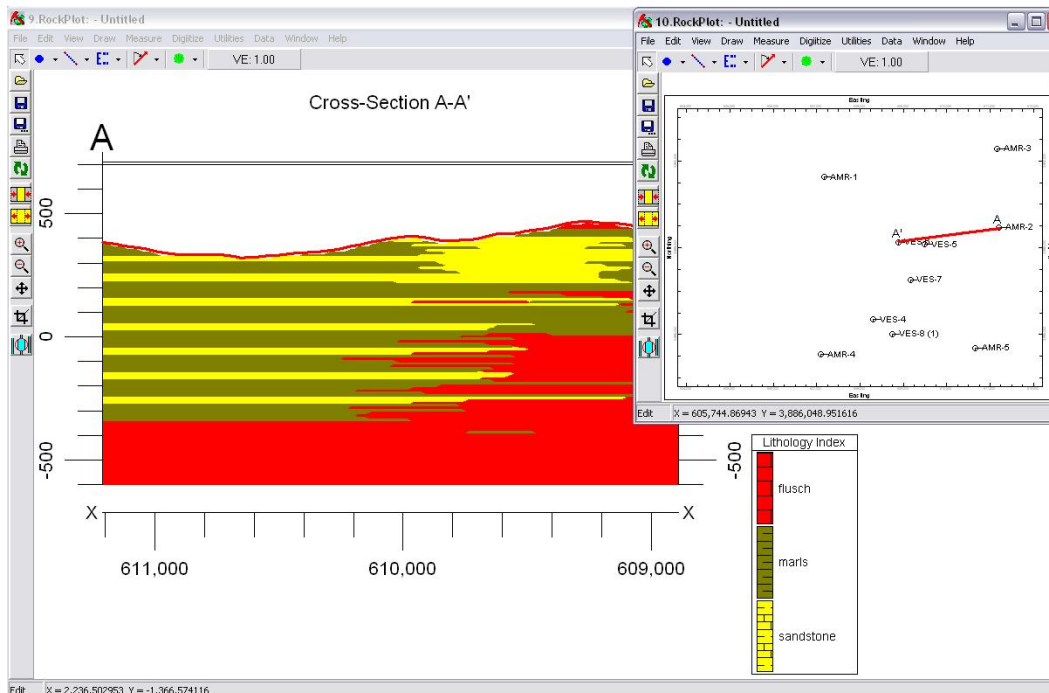 9.RockPlot: - Untitled
File Edit View Draw Measure Digitize Utilities Data Window Help
VE: 1.00
Cross-Section A-A'
A
500
0
-500
-500
X
X
611,000
610,000
609,000
Edit X = 2,236.502953 Y = -1,366.574116
10.RockPlot: - Untitled
File Edit View Draw Measure Digitize Utilities Data Window Help
VE: 1.00
Easting
AMR-3
AMR-1
A
AMR-2
A'
VES-5
VES-7
VES-4
VES-8 (1)
AMR-4
AMR-5
Northing
Easting
Edit X = 605,744.86943 Y = 3,886,048.951616
Lithology Index
flusch
marls
sandstone